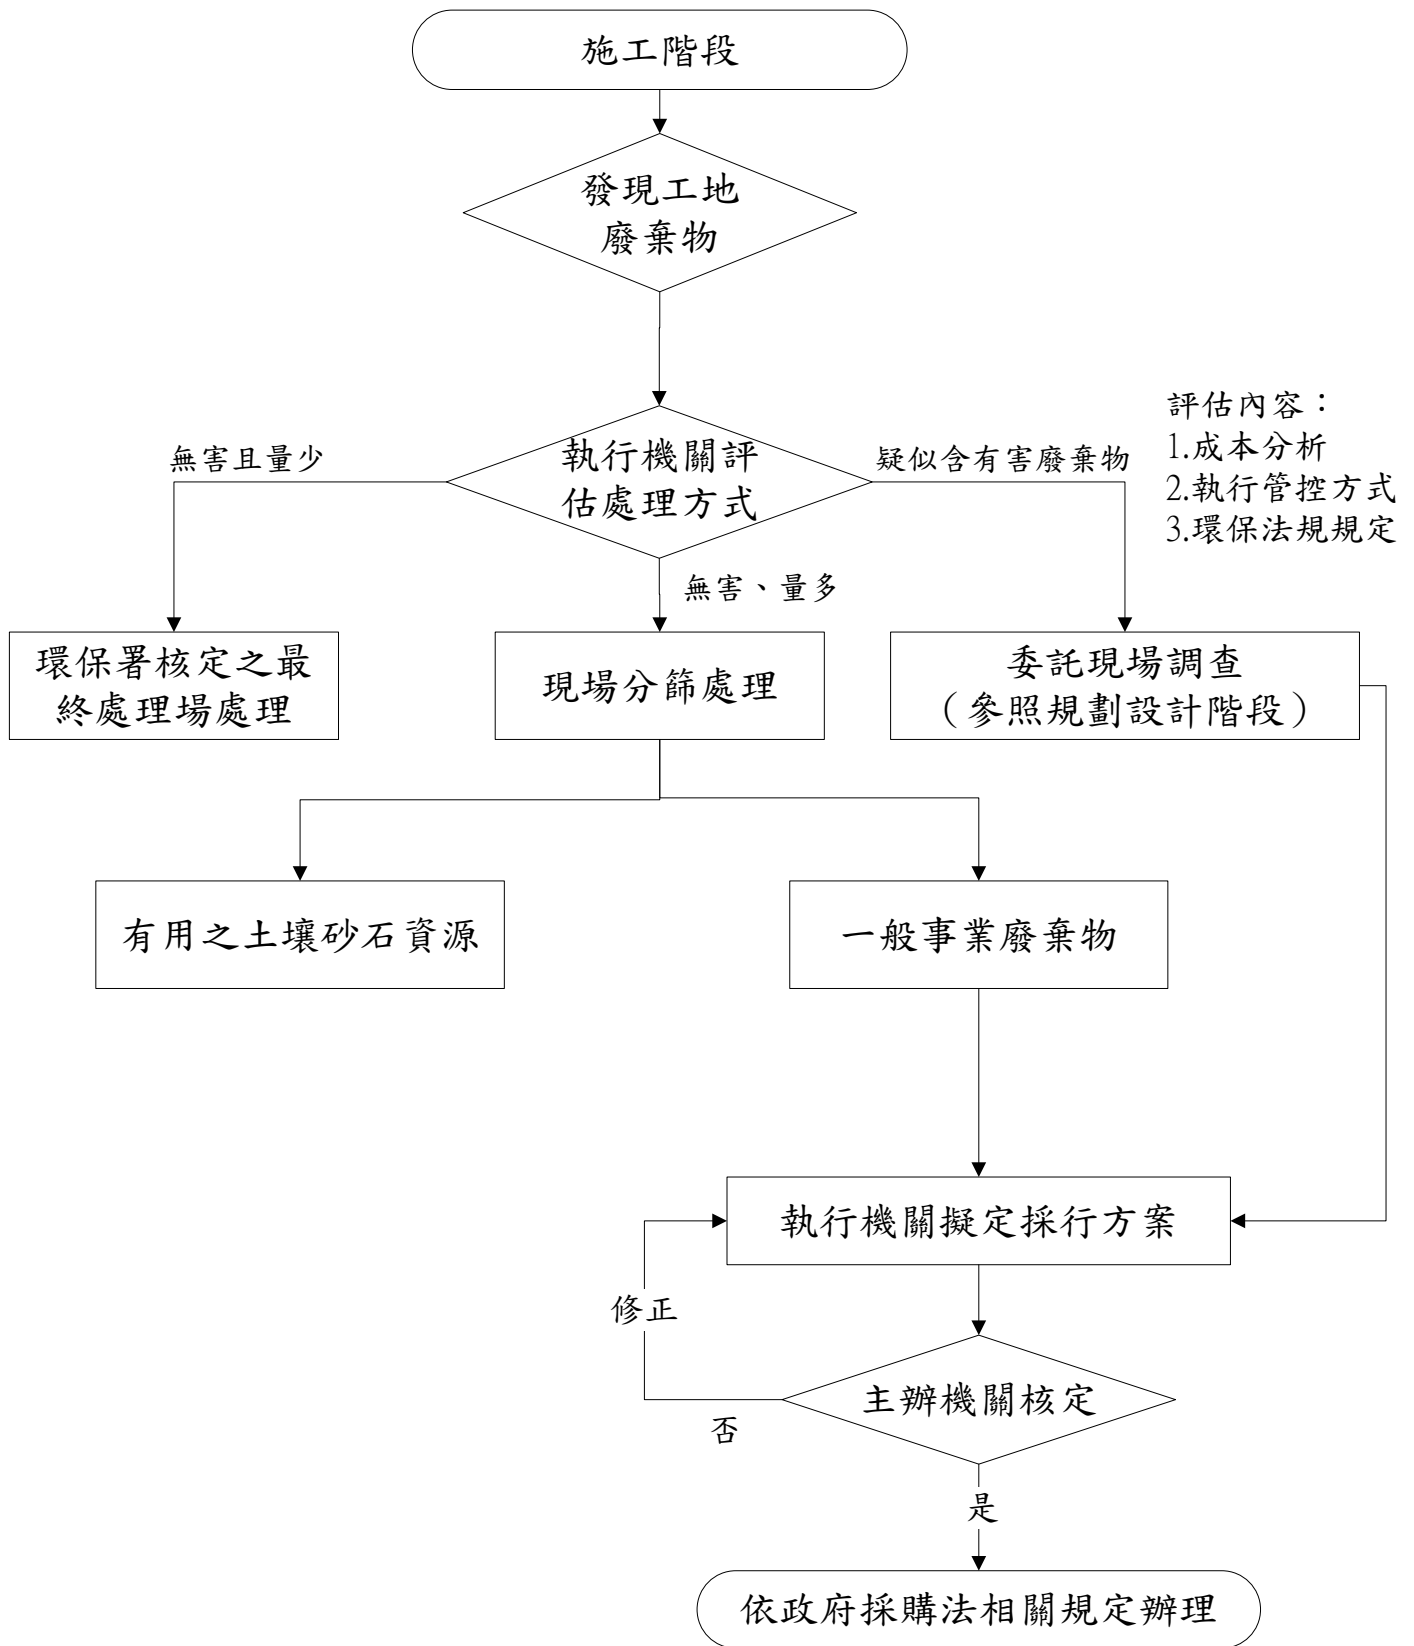 施工階段
發現工地
廢棄物
評估內容：
1.成本分析
2.執行管控方式
3.環保法規規定
無害且量少
執行機關評
估處理方式
疑似含有害廢棄物
無害、量多
環保署核定之最
終處理場處理
現場分篩處理
委託現場調查
（參照規劃設計階段）
有用之土壤砂石資源
一般事業廢棄物
執行機關擬定採行方案
修正
主辦機關核定
否
是
依政府採購法相關規定辦理